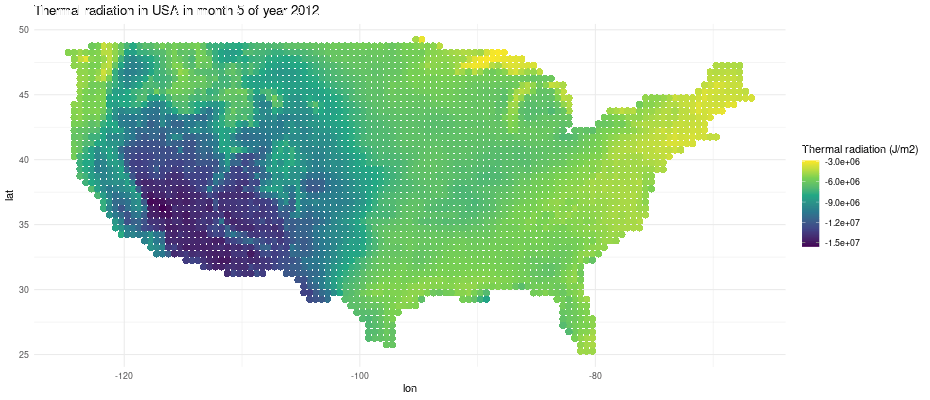 Thermal radiation in USA in month 5 of year 2012
50
45
40
35
30
25
lat
-120
-100
-80
lon
Thermal radiation (J/m2)
-3.0e+06
-6.0e+06
-9.0e+06
-1.2e+07
-1.5e+07